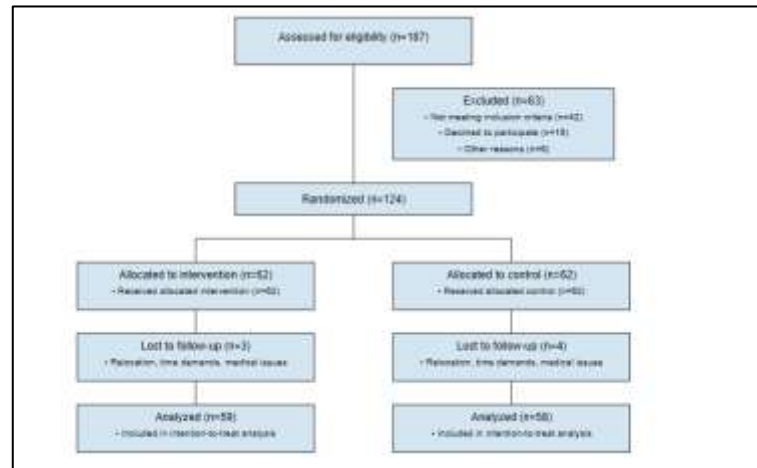 Assessed for eligibility (n=187)
Excluded (n=63)
• Not meeting inclusion criteria (n=42)
• Declined to participate (n=15)
• Other reasons (n=6)
Randomized (n=124)
Allocated to intervention (n=62)
• Received allocated intervention (n=62)
Allocated to control (n=62)
• Received allocated control (n=62)
Lost to follow-up (n=3)
• Relocation, time demands, medical issues
Lost to follow-up (n=4)
• Relocation, time demands, medical issues
Analyzed (n=59)
• Included in intention-to-treat analysis
Analyzed (n=58)
• Included in intention-to-treat analysis